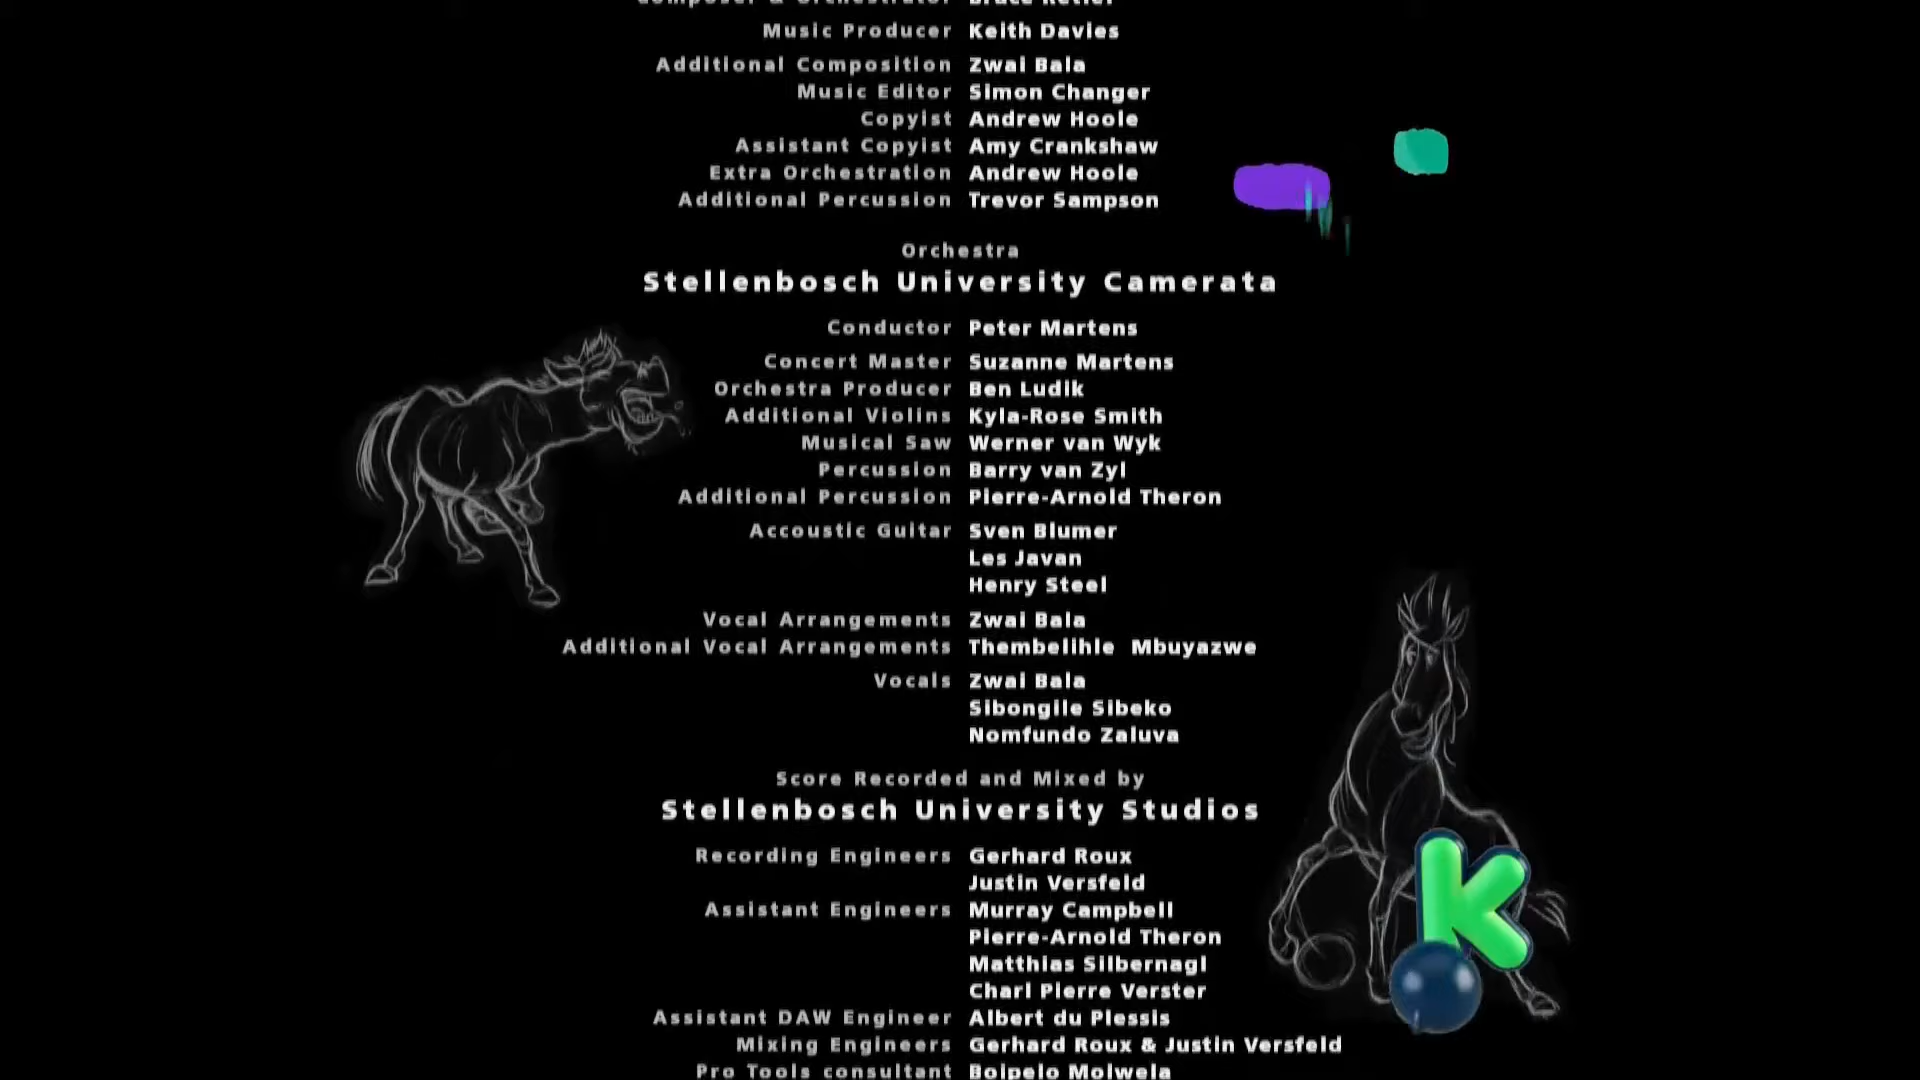 Composer & Orchestrator Bruce Retief
Music Producer Keith Davies
Additional Composition Zwai Bala
Music Editor Simon Changer
Copyist Andrew Hoole
Assistant Copyist Amy Crankshaw
Extra Orchestration Andrew Hoole
Additional Percussion Trevor Sampson
Orchestra
Stellenbosch University Camerata
Conductor Peter Martens
Concert Master Suzanne Martens
Orchestra Producer Ben Ludik
Additional Violins Kyla-Rose Smith
Musical Saw Werner van Wyk
Percussion Barry van Zyl
Additional Percussion Pierre-Arnold Theron
Accoustic Guitar Sven Blumer
Les Javan
Henry Steel
Vocal Arrangements Zwai Bala
Additional Vocal Arrangements Thembelihle Mbuyazwe
Vocals Zwai Bala
Sibongile Sibeko
Nomfundo Zaluva
Score Recorded and Mixed by
Stellenbosch University Studios
Recording Engineers Gerhard Roux
Justin Versfeld
Assistant Engineers Murray Campbell
Pierre-Arnold Theron
Matthias Silbernagl
Charl Pierre Verster
Assistant DAW Engineer Albert du Plessis
Mixing Engineers Gerhard Roux & Justin Versfeld
Pro Tools consultant Boipelo Molwela
K